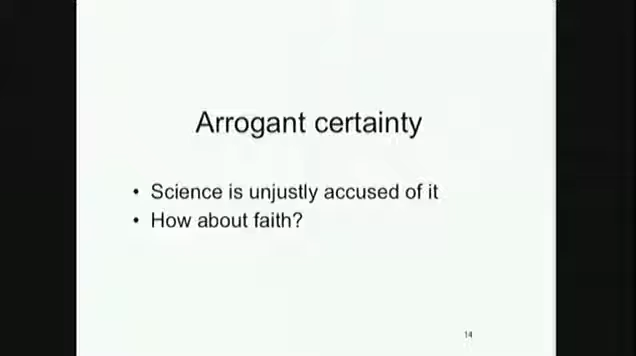 Arrogant certainty
• Science is unjustly accused of it
• How about faith?
14